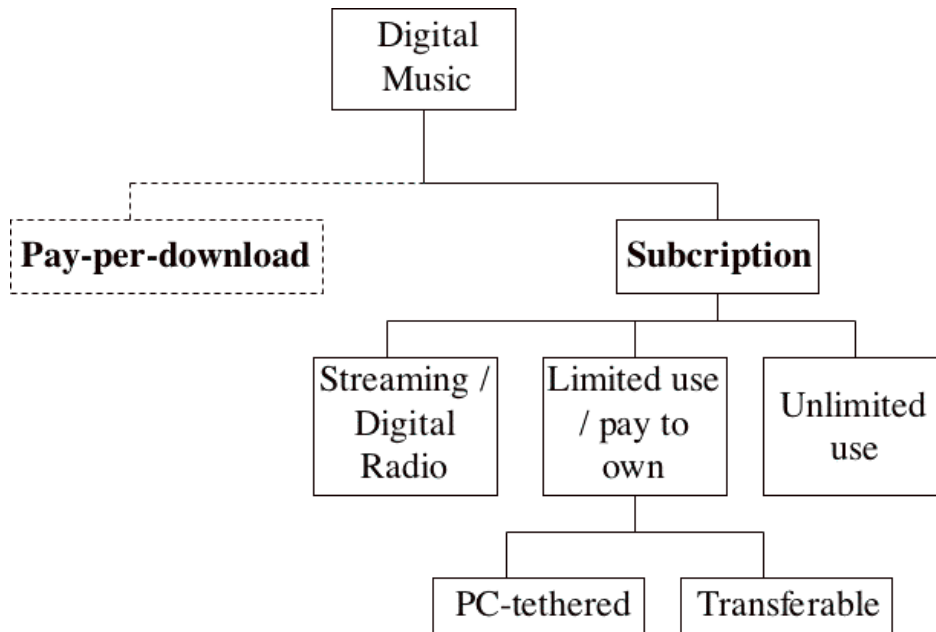 Digital
Music
Pay-per-download
Subcription
Streaming /
Digital
Radio
Limited use
/ pay to
own
Unlimited
use
PC-tethered
Transferable